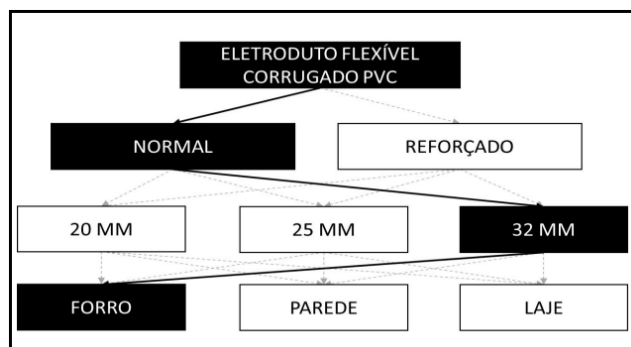 ELETRODUTO FLEXÍVEL
CORRUGADO PVC
NORMAL
REFORÇADO
20 MM
25 MM
32 MM
FORRO
PAREDE
LAJE